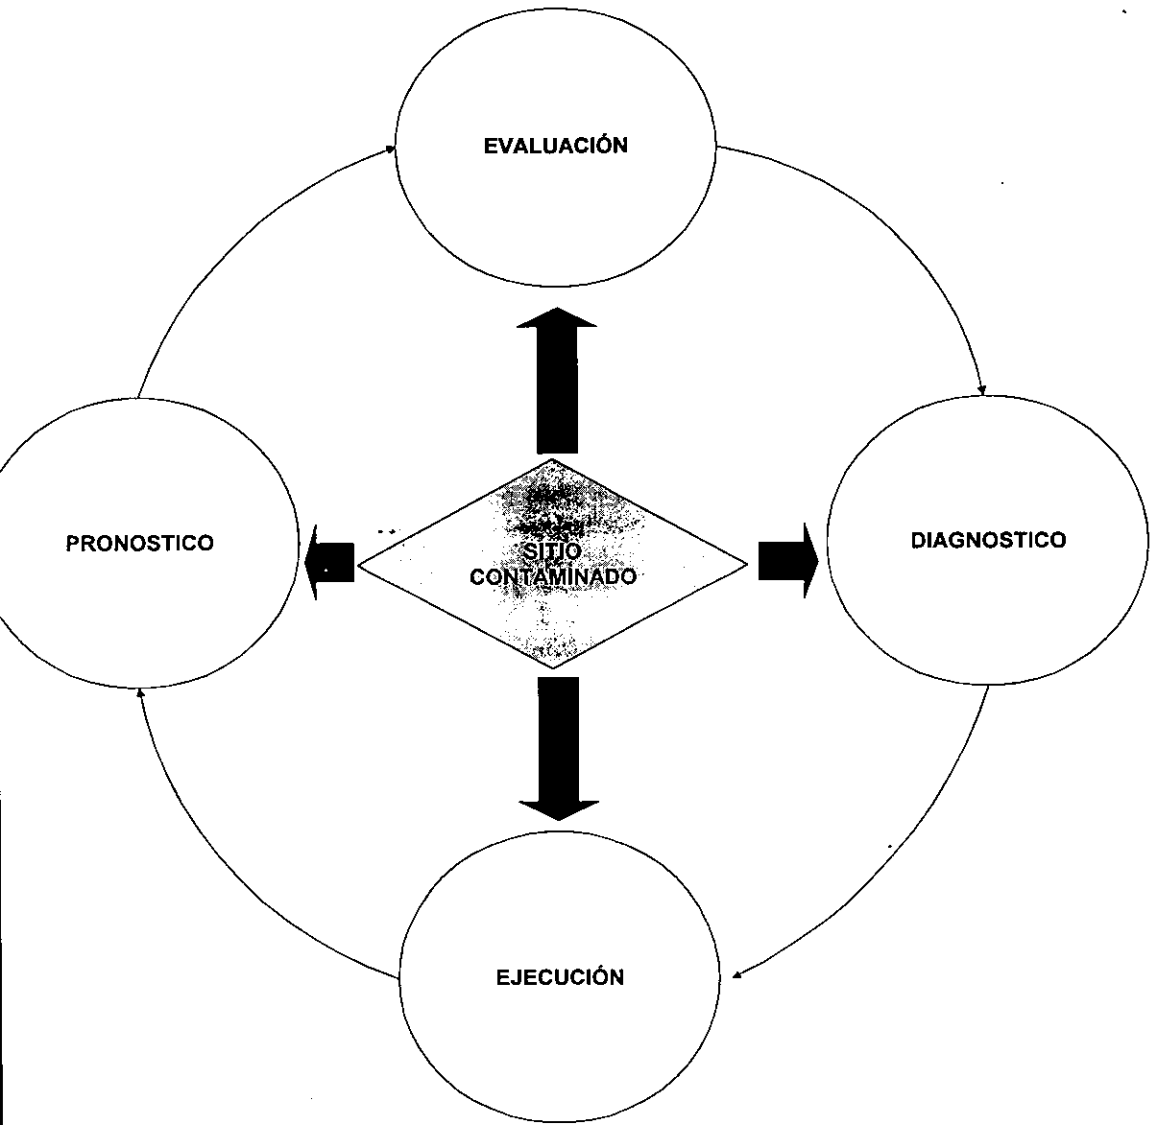 EVALUACIÓN
PRONOSTICO
DIAGNOSTICO
SITIO
CONTAMINADO
EJECUCIÓN